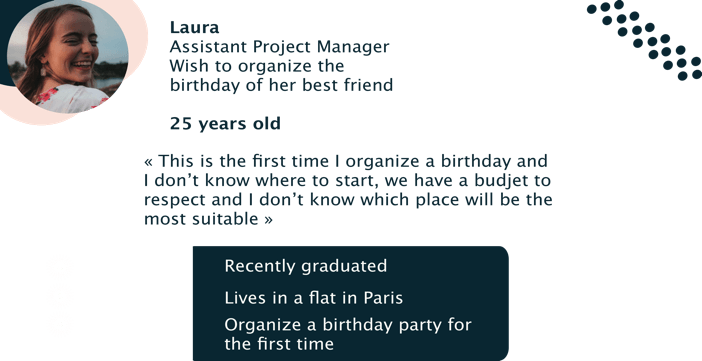 Laura
Assistant Project Manager
Wish to organize the
birthday of her best friend
25 years old
« This is the first time I organize a birthday and
I don’t know where to start, we have a budjet to
respect and I don’t know which place will be the
most suitable »
Recently graduated
Lives in a flat in Paris
Organize a birthday party for
the first time